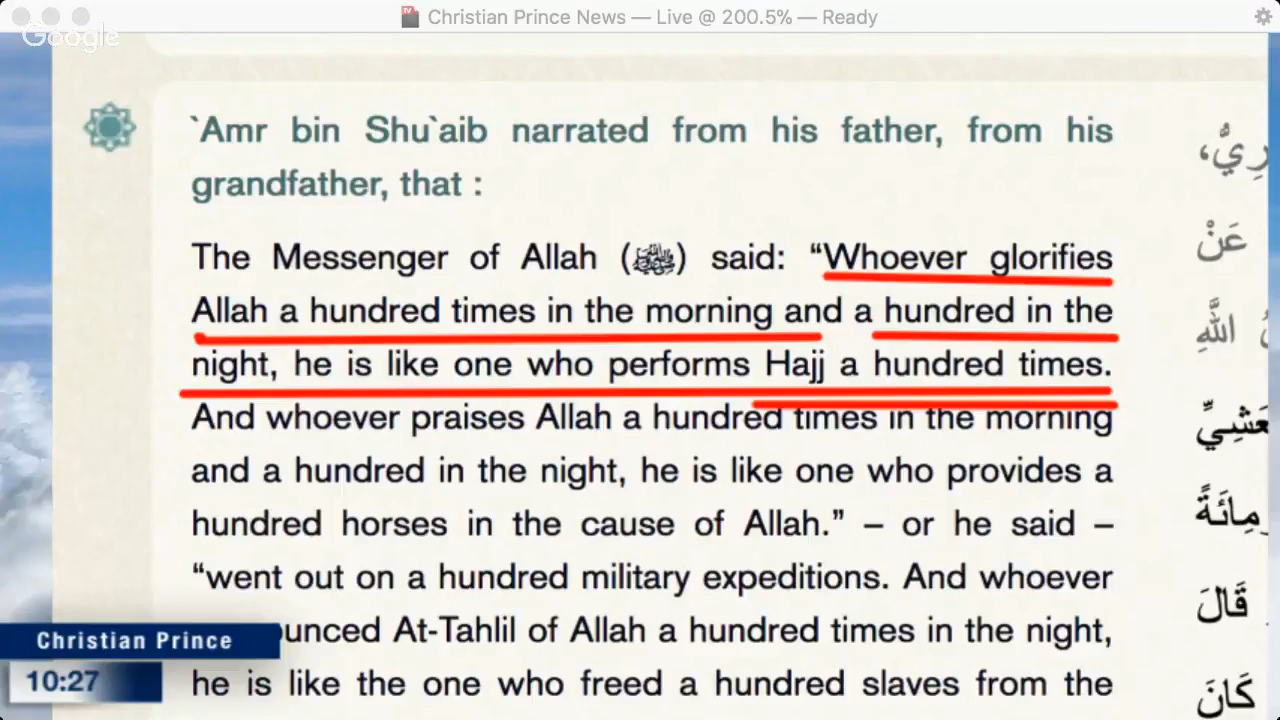 Christian Prince News — Live @ 200.5% — Ready
Google
`Amr bin Shu`aib narrated from his father, from his
grandfather, that :
The Messenger of Allah (ﷺ) said: “Whoever glorifies
Allah a hundred times in the morning and a hundred in the
night, he is like one who performs Hajj a hundred times.
And whoever praises Allah a hundred times in the morning
and a hundred in the night, he is like one who provides a
hundred horses in the cause of Allah.” – or he said –
“went out on a hundred military expeditions. And whoever
At-Tahlil of Allah a hundred times in the night,
he is like the one who freed a hundred slaves from the
عَنْ
اللَّهِ
قَالَ
كَانَ
Christian Prince
10:27